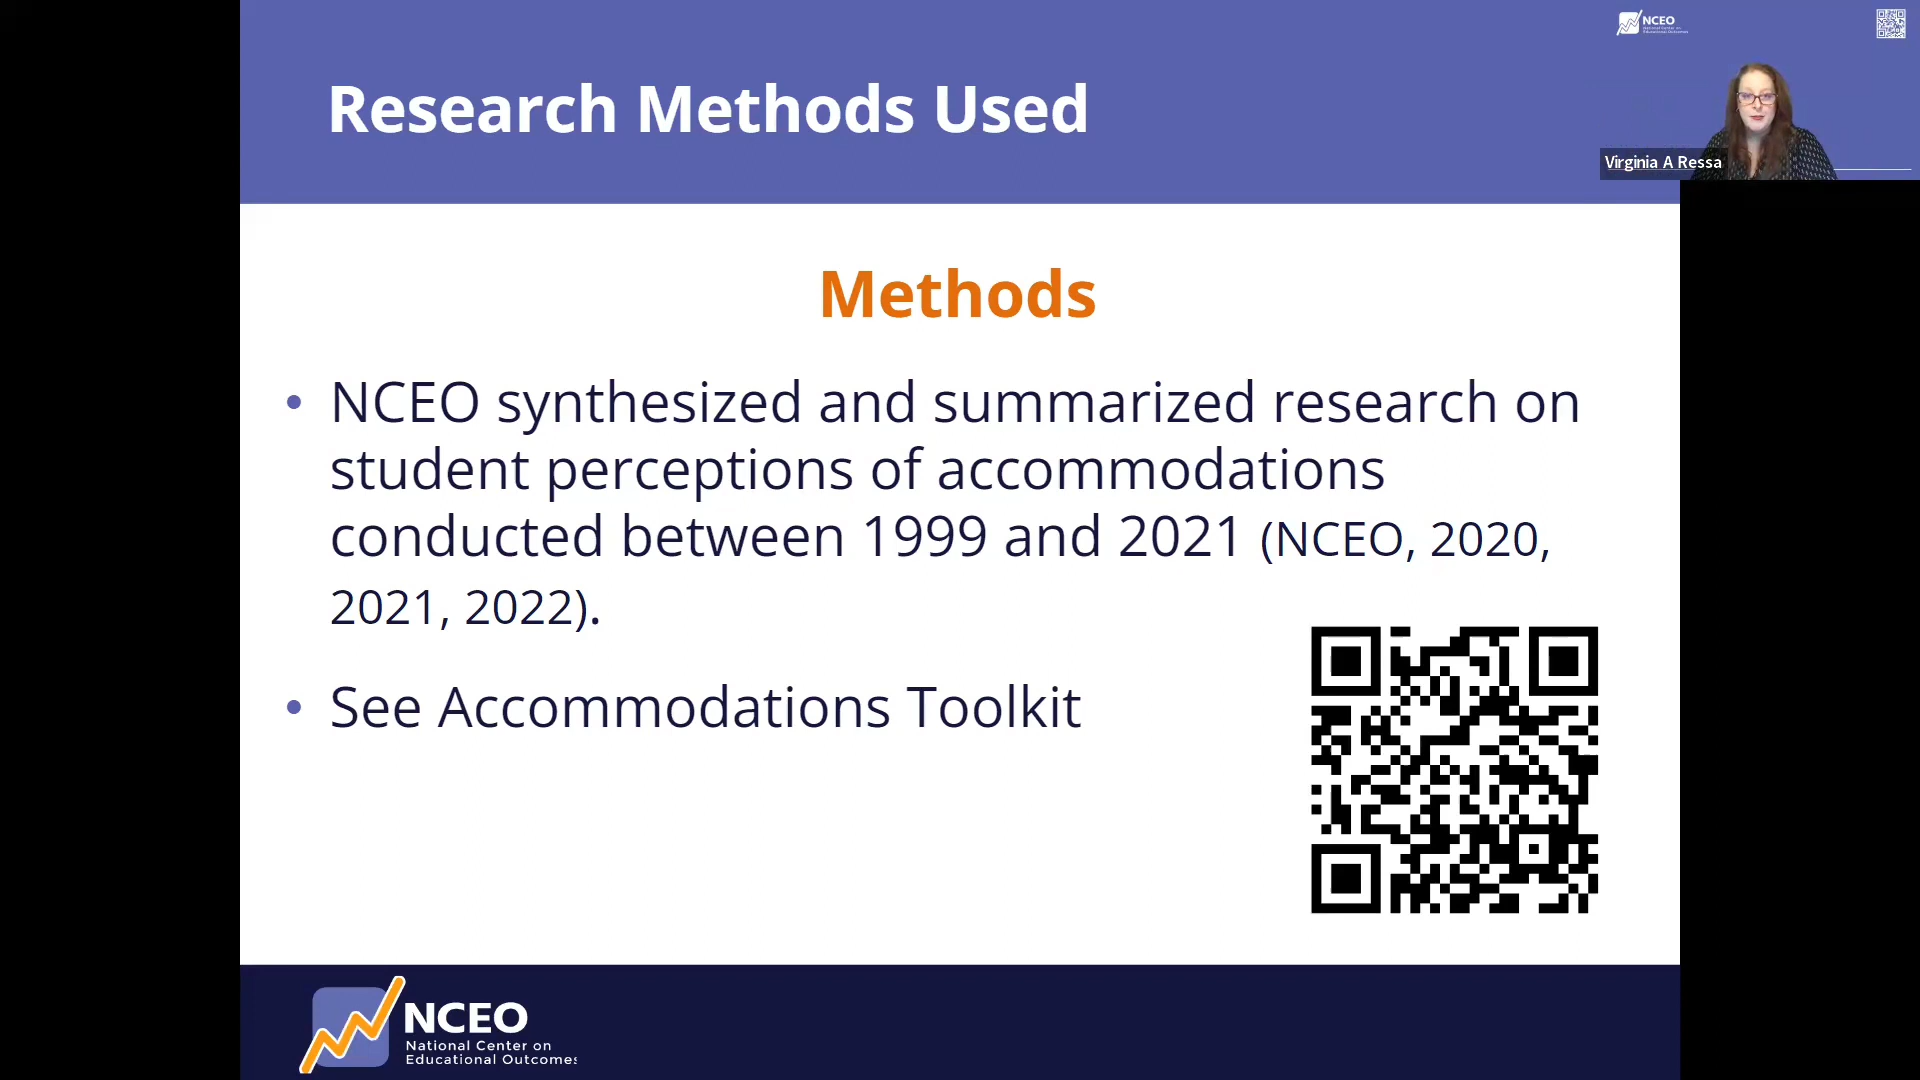 NCEO
Research Methods Used
Virginia A Ressa
Methods
• NCEO synthesized and summarized research on
student perceptions of accommodations
conducted between 1999 and 2021 (NCEO, 2020,
2021, 2022).
• See Accommodations Toolkit
NCEO
National Center on
Educational Outcomes